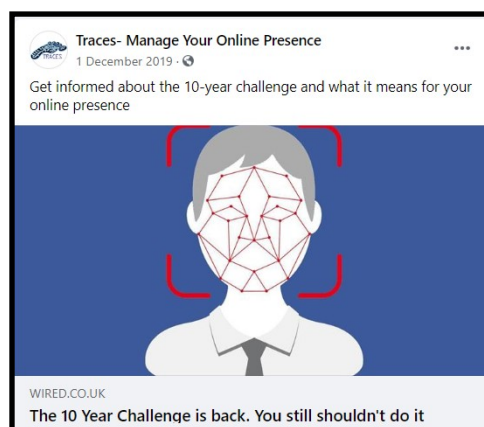 TRACES
Traces- Manage Your Online Presence
1 December 2019 ·
Get informed about the 10-year challenge and what it means for your
online presence
WIRED.CO.UK
The 10 Year Challenge is back. You still shouldn't do it